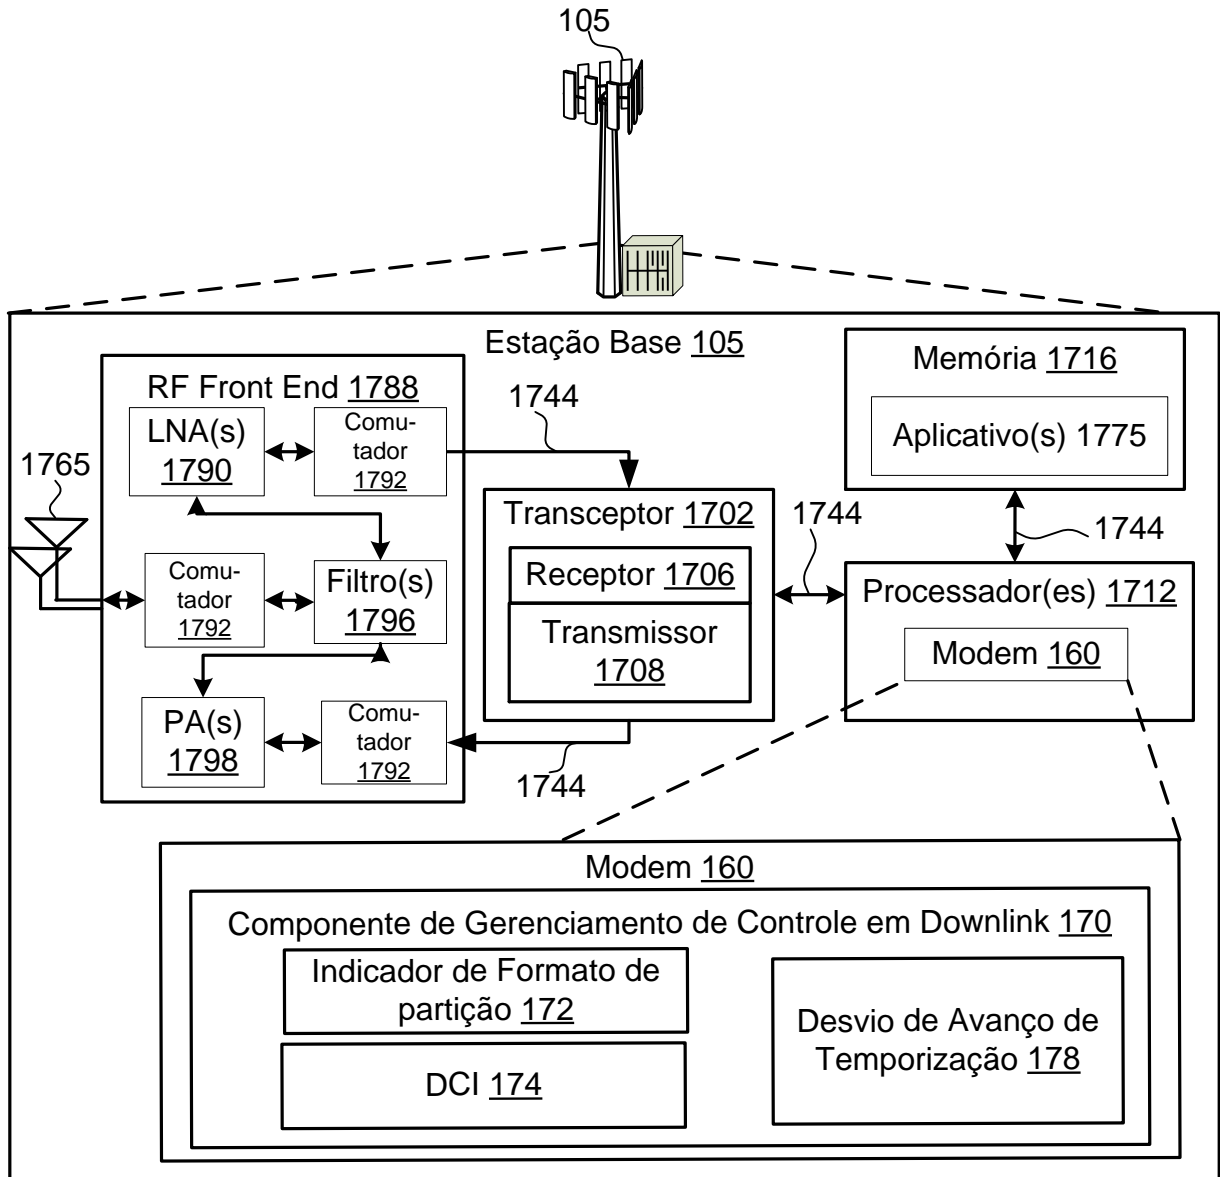 105
Estação Base 105
RF Front End 1788
LNA(s)
1790
Comu-
tador
1792
1744
1765
Comu-
tador
1792
Filtro(s)
1796
PA(s)
1798
Comu-
tador
1792
1744
Transceptor 1702
Receptor 1706
Transmissor
1708
1744
Memória 1716
Aplicativo(s) 1775
1744
Processador(es) 1712
Modem 160
Modem 160
Componente de Gerenciamento de Controle em Downlink 170
Indicador de Formato de
partição 172
DCI 174
Desvio de Avanço de
Temporização 178